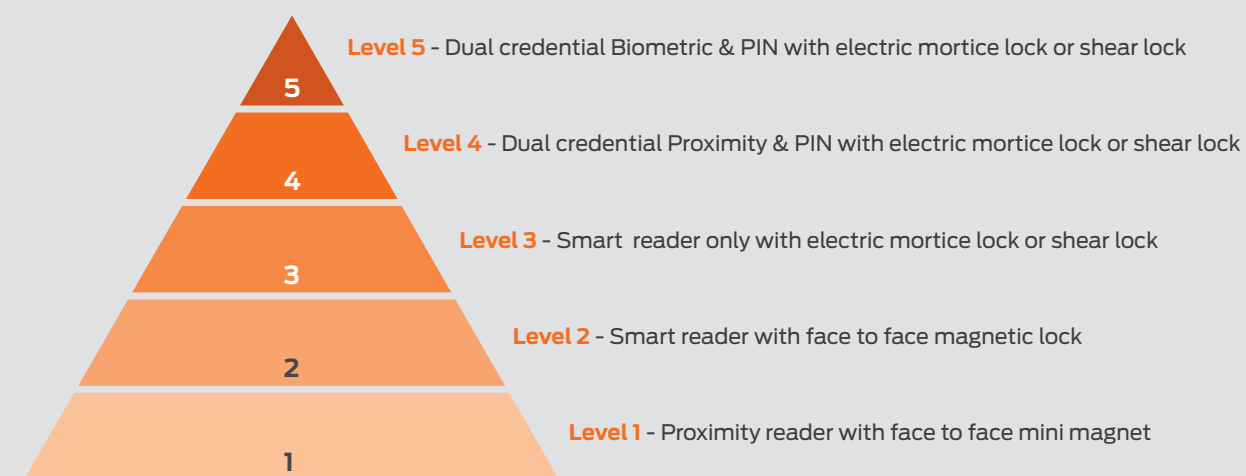 5
Level 5 - Dual credential Biometric & PIN with electric mortice lock or shear lock
4
Level 4 - Dual credential Proximity & PIN with electric mortice lock or shear lock
3
Level 3 - Smart reader only with electric mortice lock or shear lock
2
Level 2 - Smart reader with face to face magnetic lock
1
Level 1 - Proximity reader with face to face mini magnet